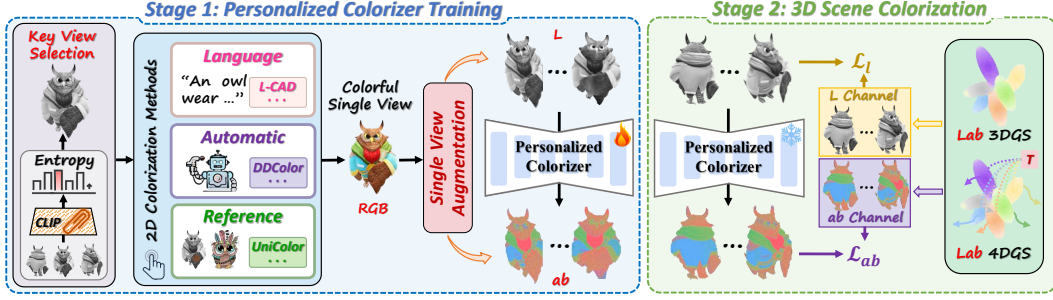 Stage 1: Personalized Colorizer Training
Key View
Selection
Entropy
CLIP
2D Colorization Methods
Language
“An owl
wear ...”
L-CAD
...
Automatic
DDColor
...
Reference
UniColor
...
Colorful
Single View
RGB
Single View
Augmentation
L
...
Personalized
Colorizer
...
ab
Stage 2: 3D Scene Colorization
...
Personalized
Colorizer
...
ℒl
L Channel
...
...
ab Channel
ℒab
Lab 3DGS
T
Lab 4DGS